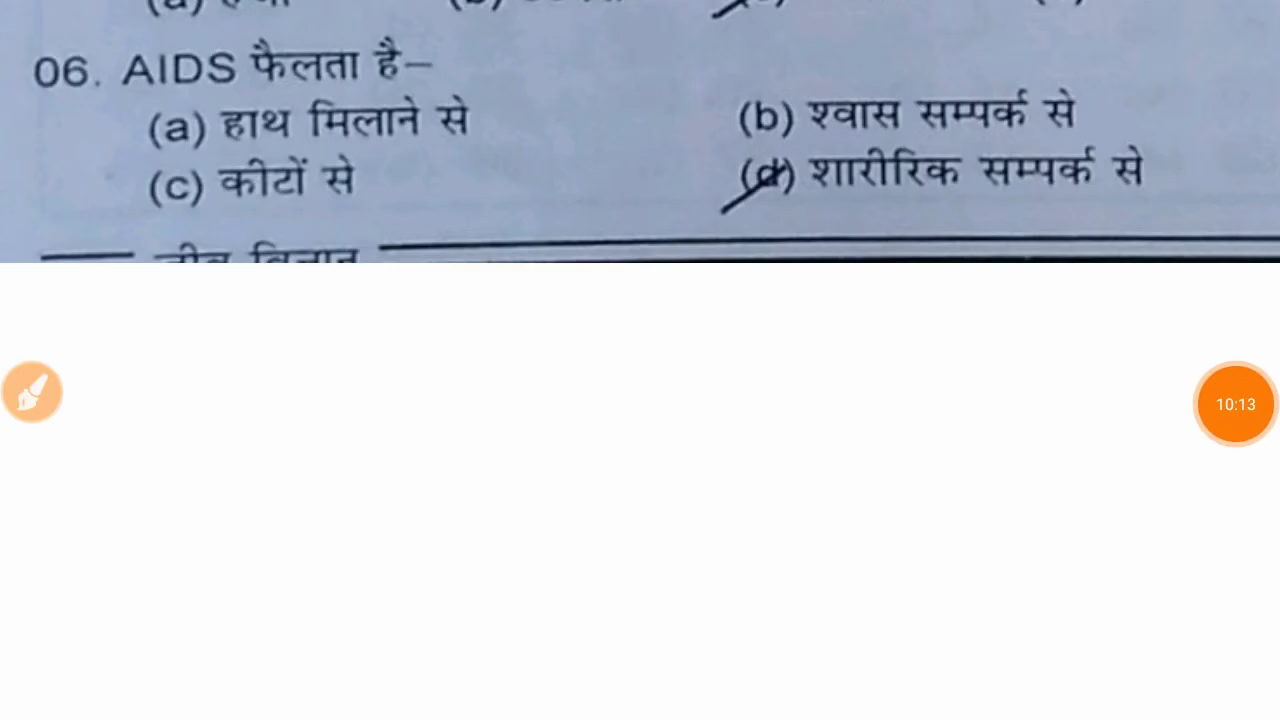 06. AIDS फैलता है–
(a) हाथ मिलाने से (b) श्वास सम्पर्क से
(c) कीटों से (d) शारीरिक सम्पर्क से
जीव विज्ञान
10:13